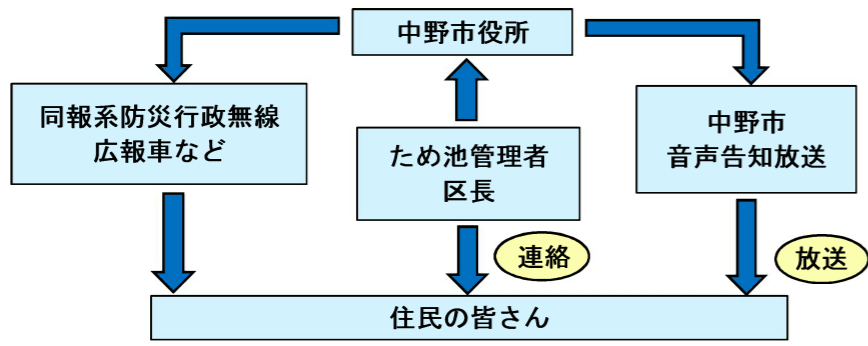 中野市役所
同報系防災行政無線
広報車など
ため池管理者
区長
中野市
音声告知放送
連絡
放送
住民の皆さん